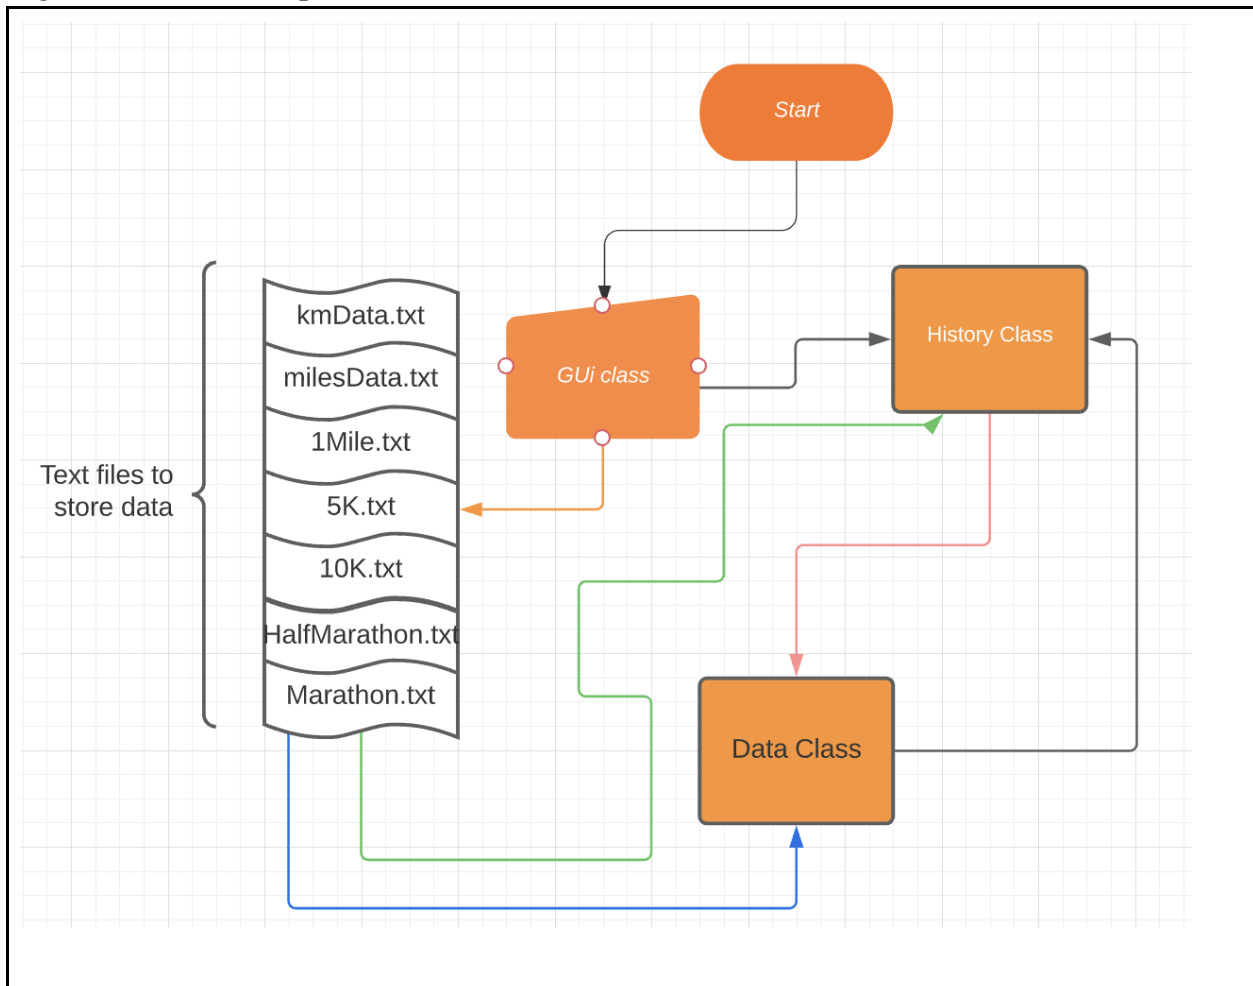 Start
kmData.txt
milesData.txt
1Mile.txt
5K.txt
10K.txt
HalfMarathon.txt
Marathon.txt
Text files to
store data
GUi class
History Class
Data Class